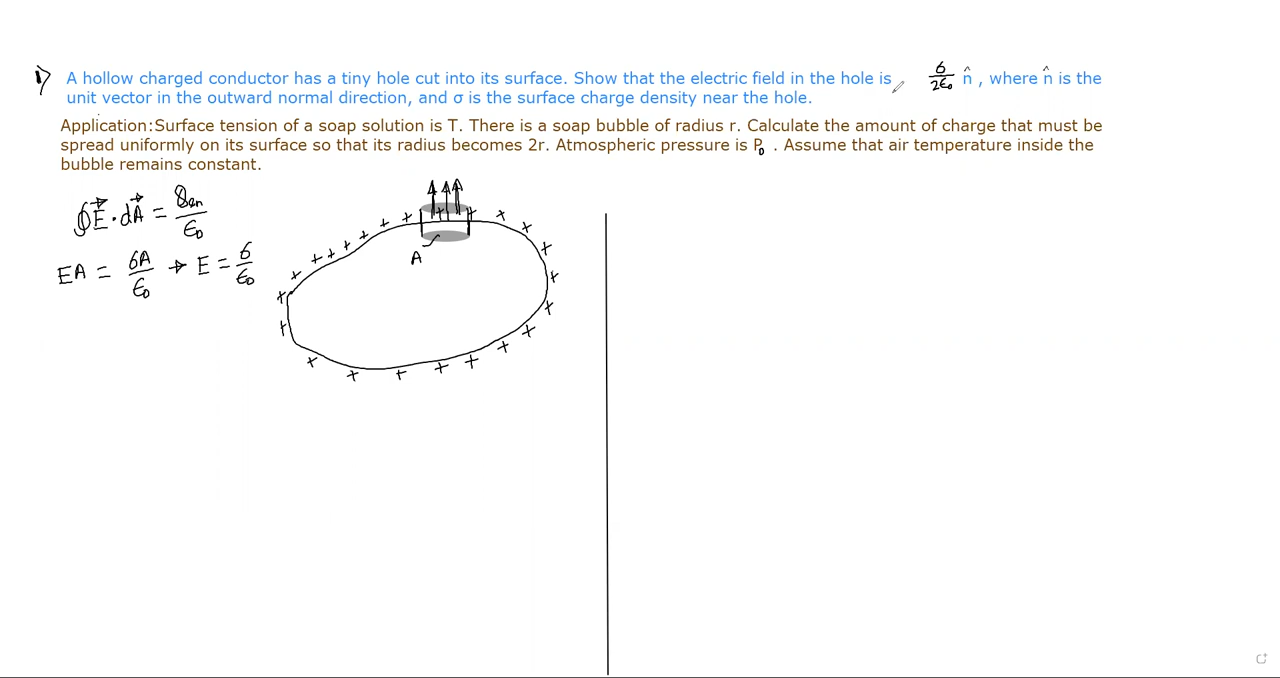 1) A hollow charged conductor has a tiny hole cut into its surface. Show that the electric field in the hole is σ/2ε₀ n̂ , where n̂ is the
unit vector in the outward normal direction, and σ is the surface charge density near the hole.
Application:Surface tension of a soap solution is T. There is a soap bubble of radius r. Calculate the amount of charge that must be
spread uniformly on its surface so that its radius becomes 2r. Atmospheric pressure is P₀ . Assume that air temperature inside the
bubble remains constant.
∮E⃗·dA⃗ = qen/ε₀
EA = σA/ε₀ → E = σ/ε₀
A